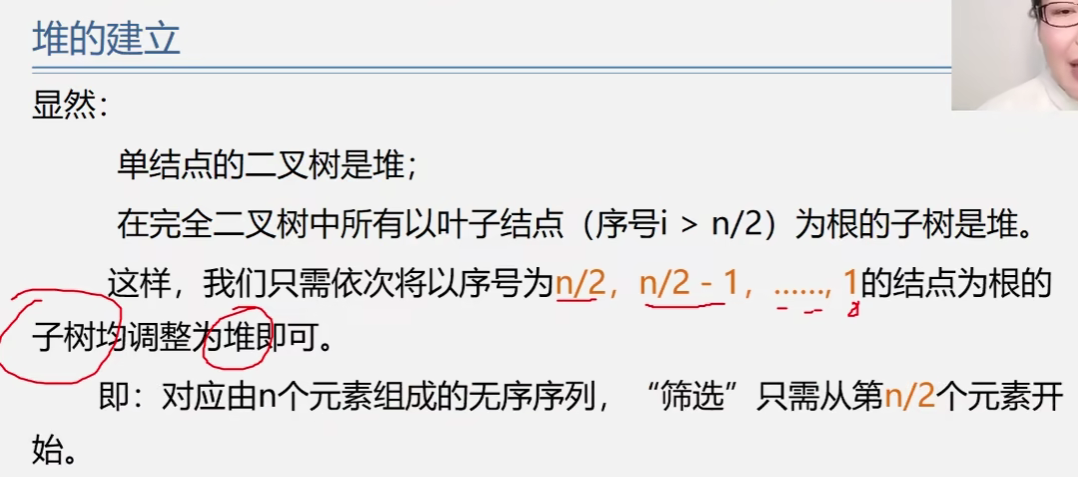 堆的建立
显然：
单结点的二叉树是堆；
在完全二叉树中所有以叶子结点（序号i > n/2）为根的子树是堆。
这样，我们只需依次将以序号为n/2，n/2 - 1，……, 1的结点为根的
子树均调整为堆即可。
即：对应由n个元素组成的无序序列，“筛选”只需从第n/2个元素开
始。